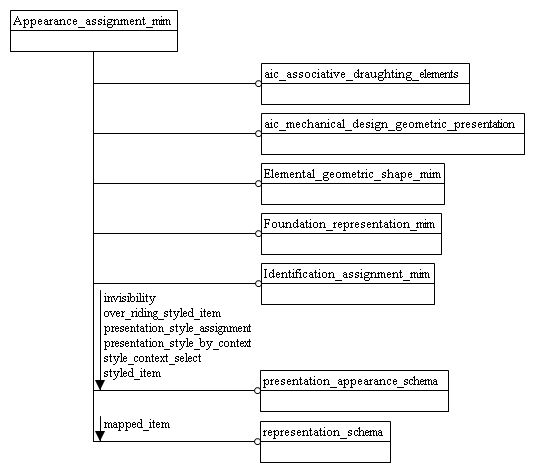 Appearance_assignment_mim
aic_associative_draughting_elements
aic_mechanical_design_geometric_presentation
Elemental_geometric_shape_mim
Foundation_representation_mim
Identification_assignment_mim
invisibility
over_riding_styled_item
presentation_style_assignment
presentation_style_by_context
style_context_select
styled_item
presentation_appearance_schema
mapped_item
representation_schema